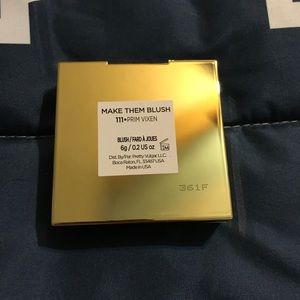 MAKE THEM BLUSH
111•PRIM VIXEN
BLUSH / FARD À JOUES
6g / 0.2 US oz
Dist. By/Par: Pretty Vulgar, LLC.
Boca Raton, FL 33487 USA
Made in USA
361F